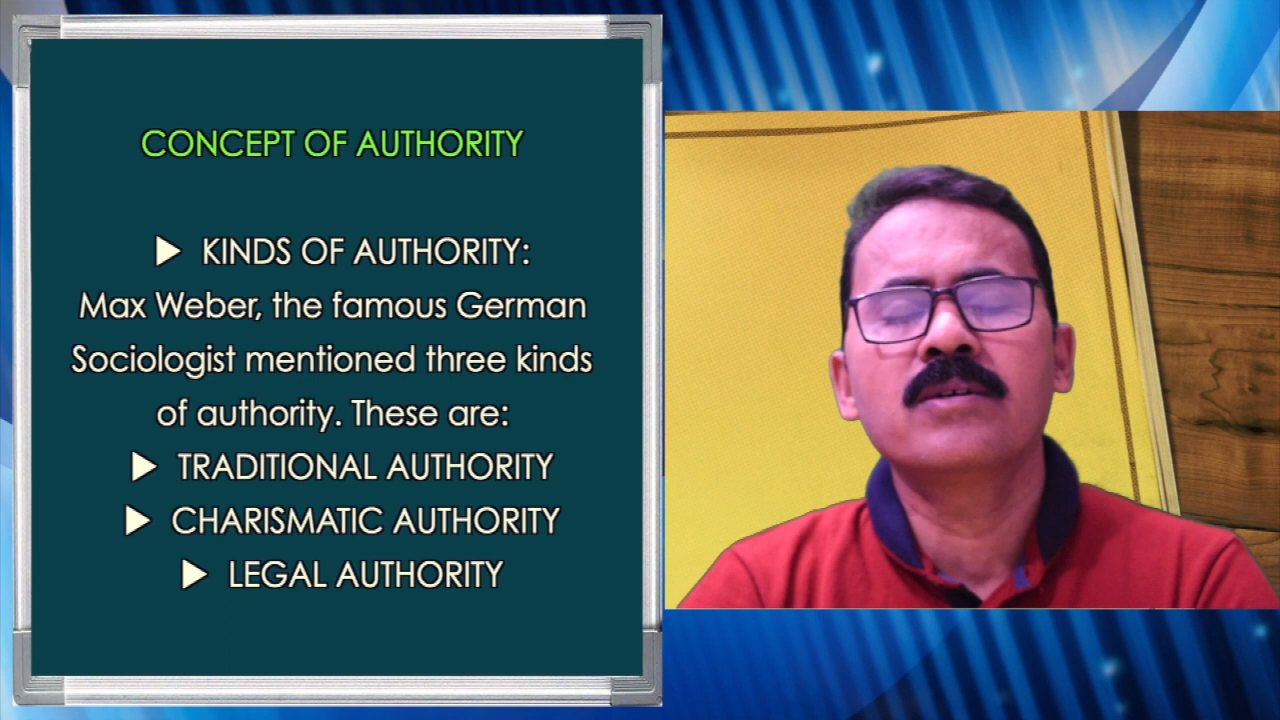 CONCEPT OF AUTHORITY
▶ KINDS OF AUTHORITY:
Max Weber, the famous German
Sociologist mentioned three kinds
of authority. These are:
▶ TRADITIONAL AUTHORITY
▶ CHARISMATIC AUTHORITY
▶ LEGAL AUTHORITY